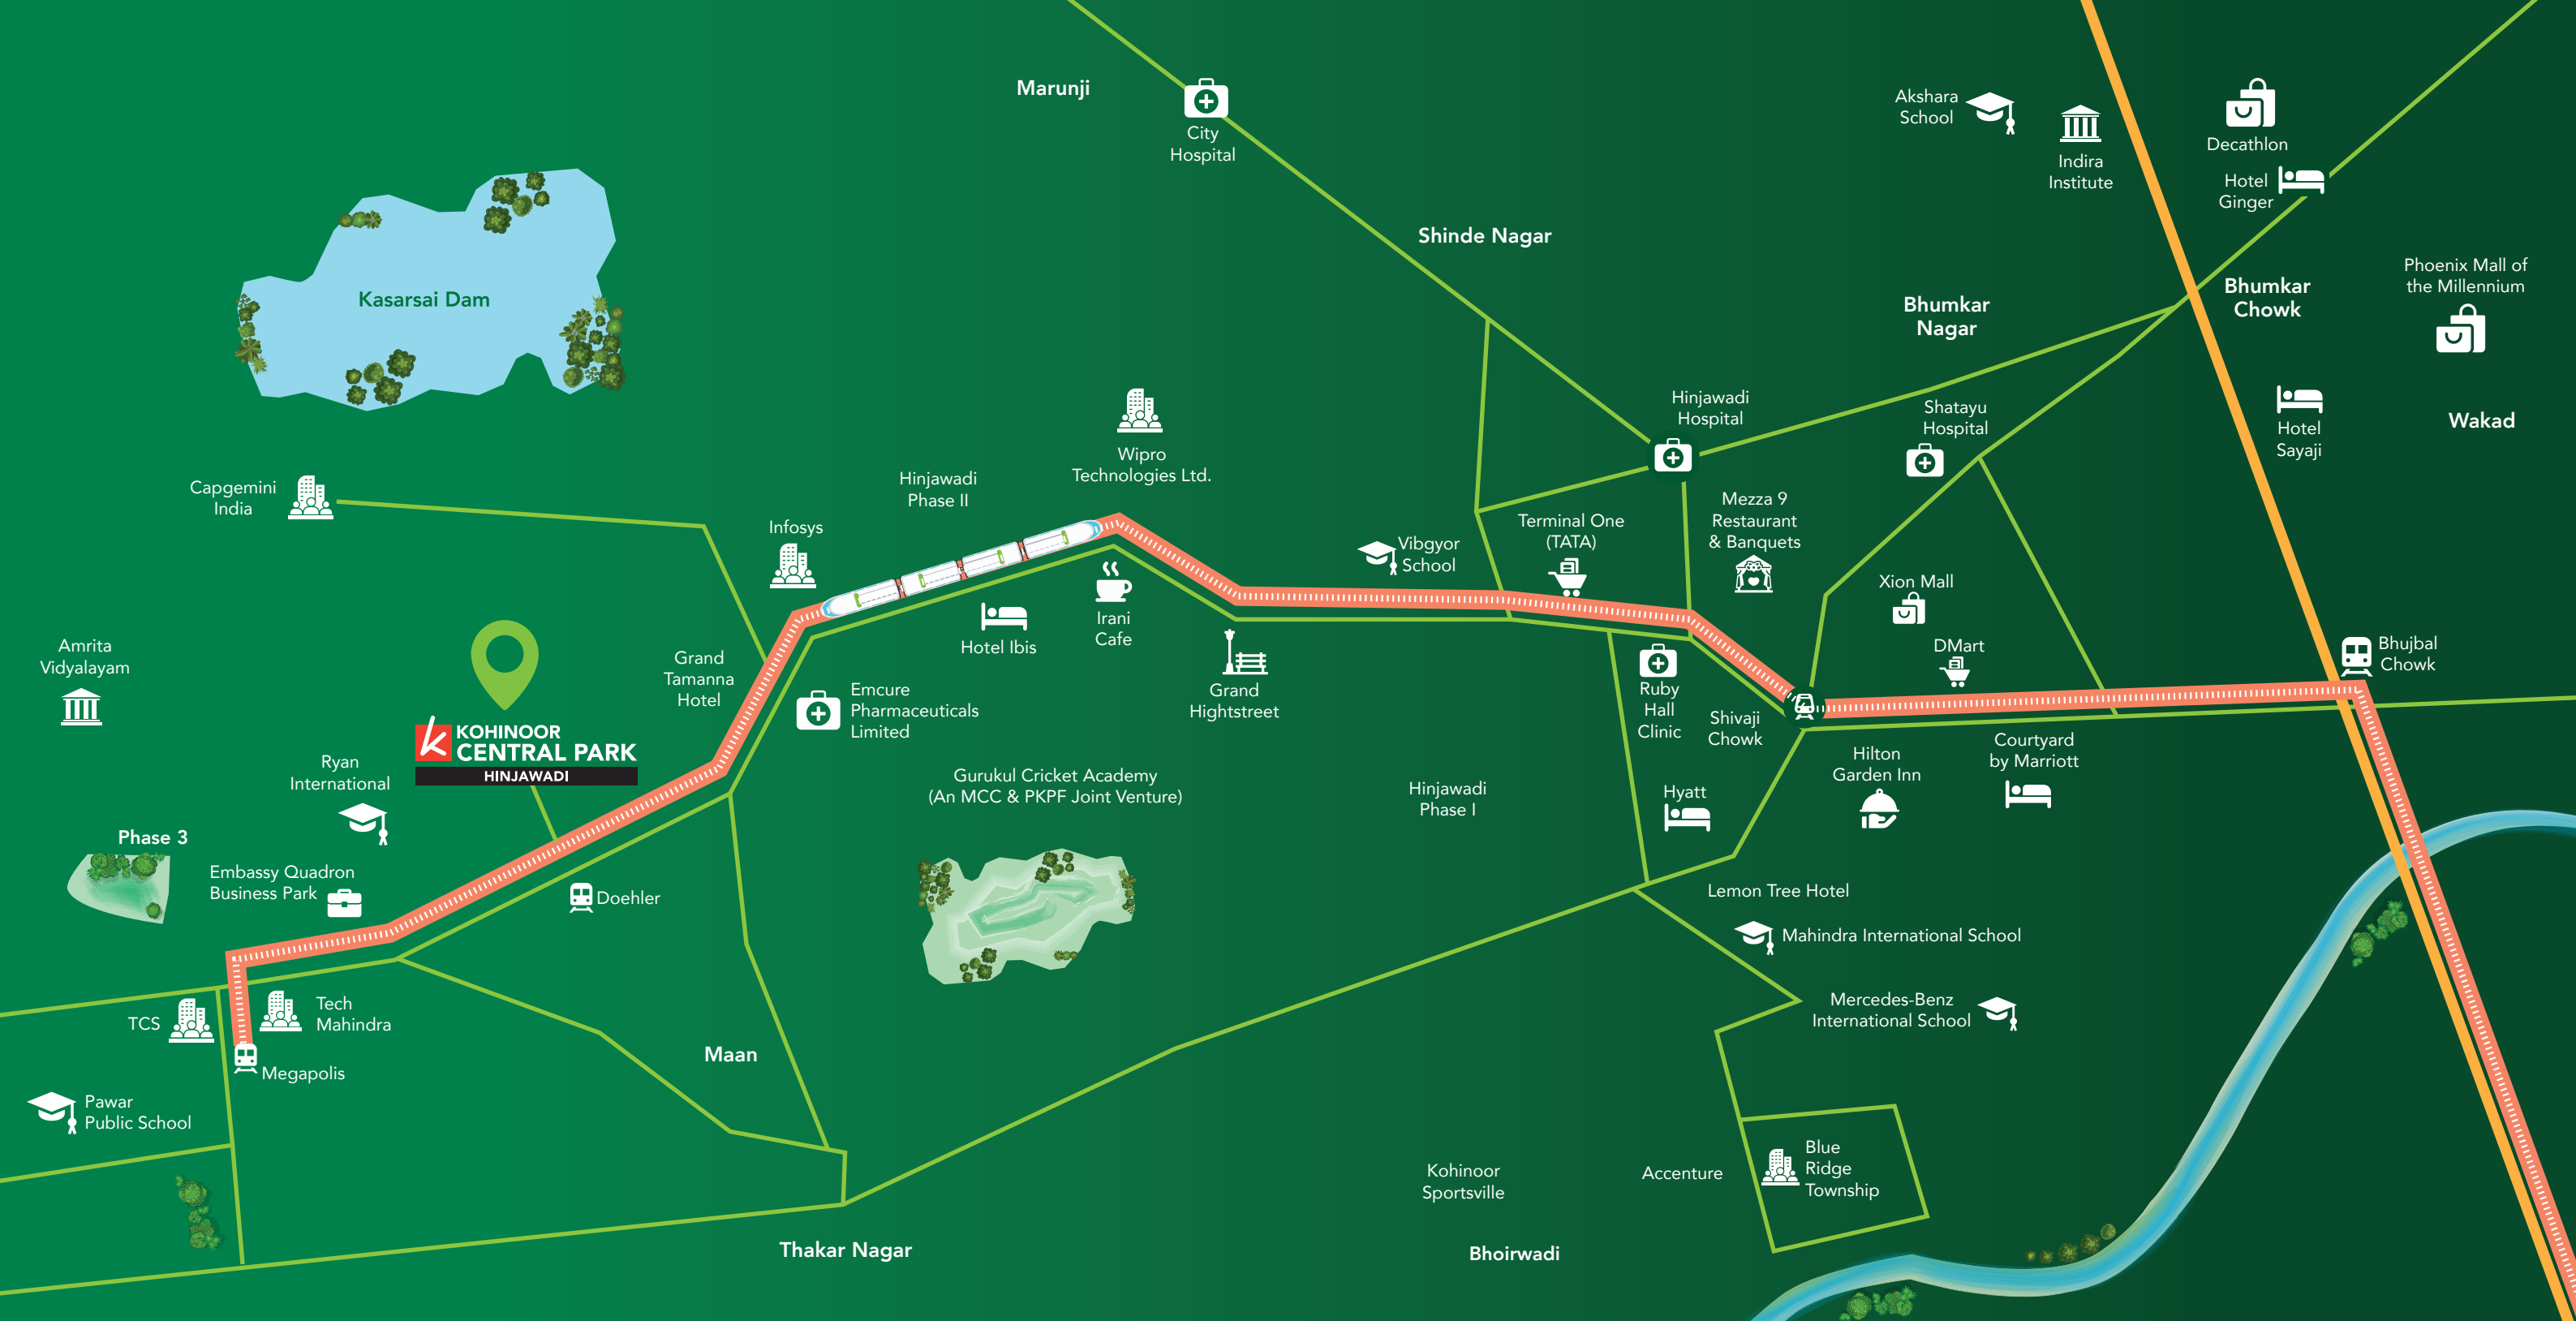 Marunji
City
Hospital
Akshara
School
Indira
Institute
Decathlon
Hotel
Ginger
Shinde Nagar
Kasarsai Dam
Bhumkar
Nagar
Bhumkar
Chowk
Phoenix Mall of
the Millennium
Hinjawadi
Hospital
Shatayu
Hospital
Hotel
Sayaji
Wakad
Wipro
Technologies Ltd.
Hinjawadi
Phase II
Capgemini
India
Infosys
Vibgyor
School
Terminal One
(TATA)
Mezza 9
Restaurant
& Banquets
Xion Mall
DMart
Bhujbal
Chowk
Amrita
Vidyalayam
Grand
Tamanna
Hotel
Hotel Ibis
Irani
Cafe
Emcure
Pharmaceuticals
Limited
Grand
Hightstreet
Ruby
Hall
Clinic
Shivaji
Chowk
k KOHINOOR
CENTRAL PARK
HINJAWADI
Ryan
International
Gurukul Cricket Academy
(An MCC & PKPF Joint Venture)
Hinjawadi
Phase I
Hyatt
Hilton
Garden Inn
Courtyard
by Marriott
Phase 3
Embassy Quadron
Business Park
Doehler
Lemon Tree Hotel
Mahindra International School
TCS
Tech
Mahindra
Megapolis
Mercedes-Benz
International School
Maan
Pawar
Public School
Kohinoor
Sportsville
Accenture
Blue
Ridge
Township
Thakar Nagar
Bhoirwadi